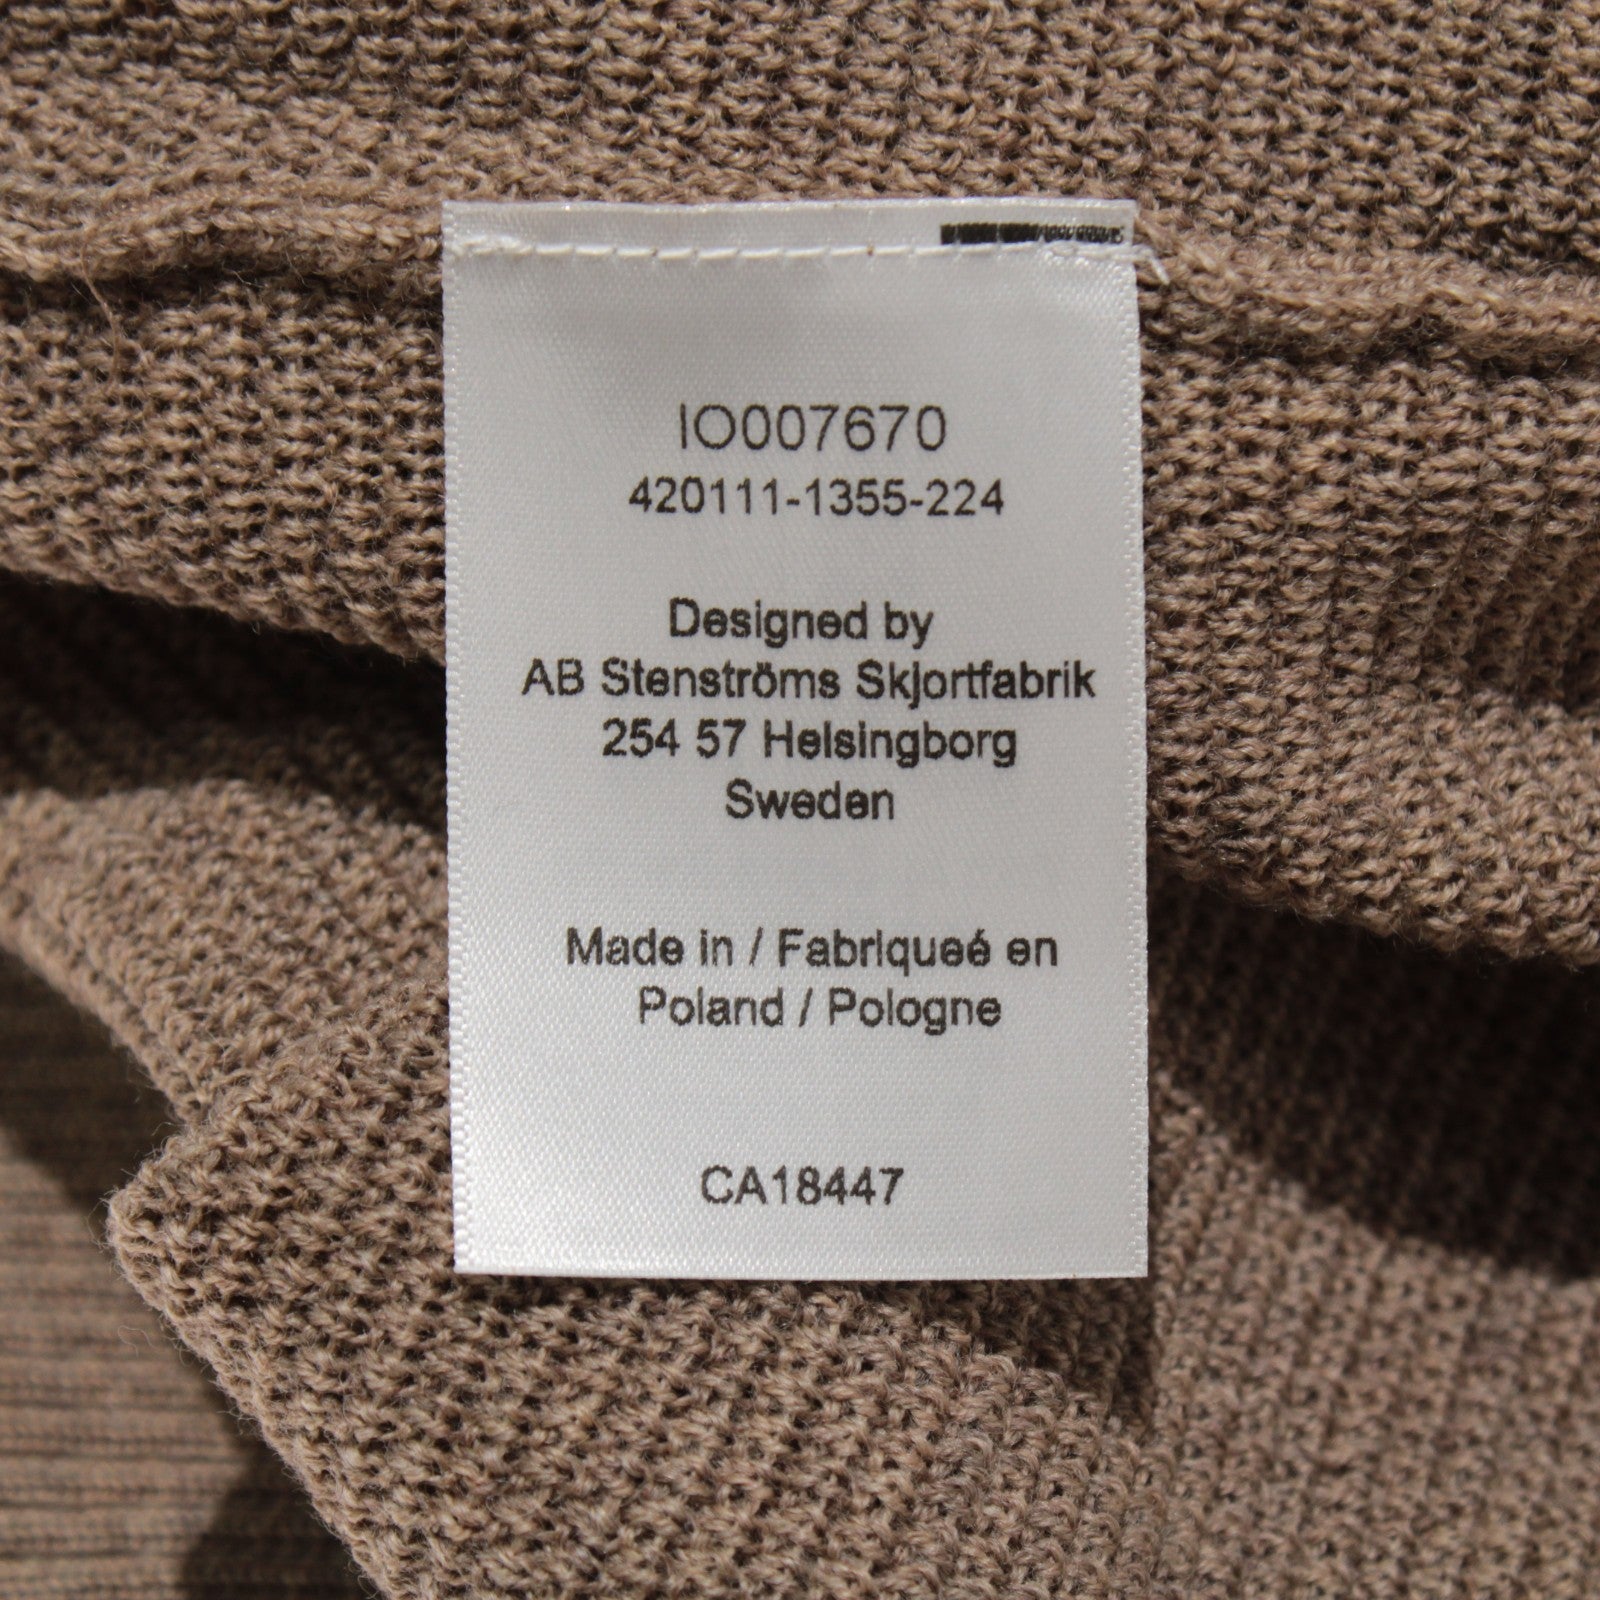 IO007670
420111-1355-224
Designed by
AB Stenströms Skjortfabrik
254 57 Helsingborg
Sweden
Made in / Fabriqueé en
Poland / Pologne
CA18447